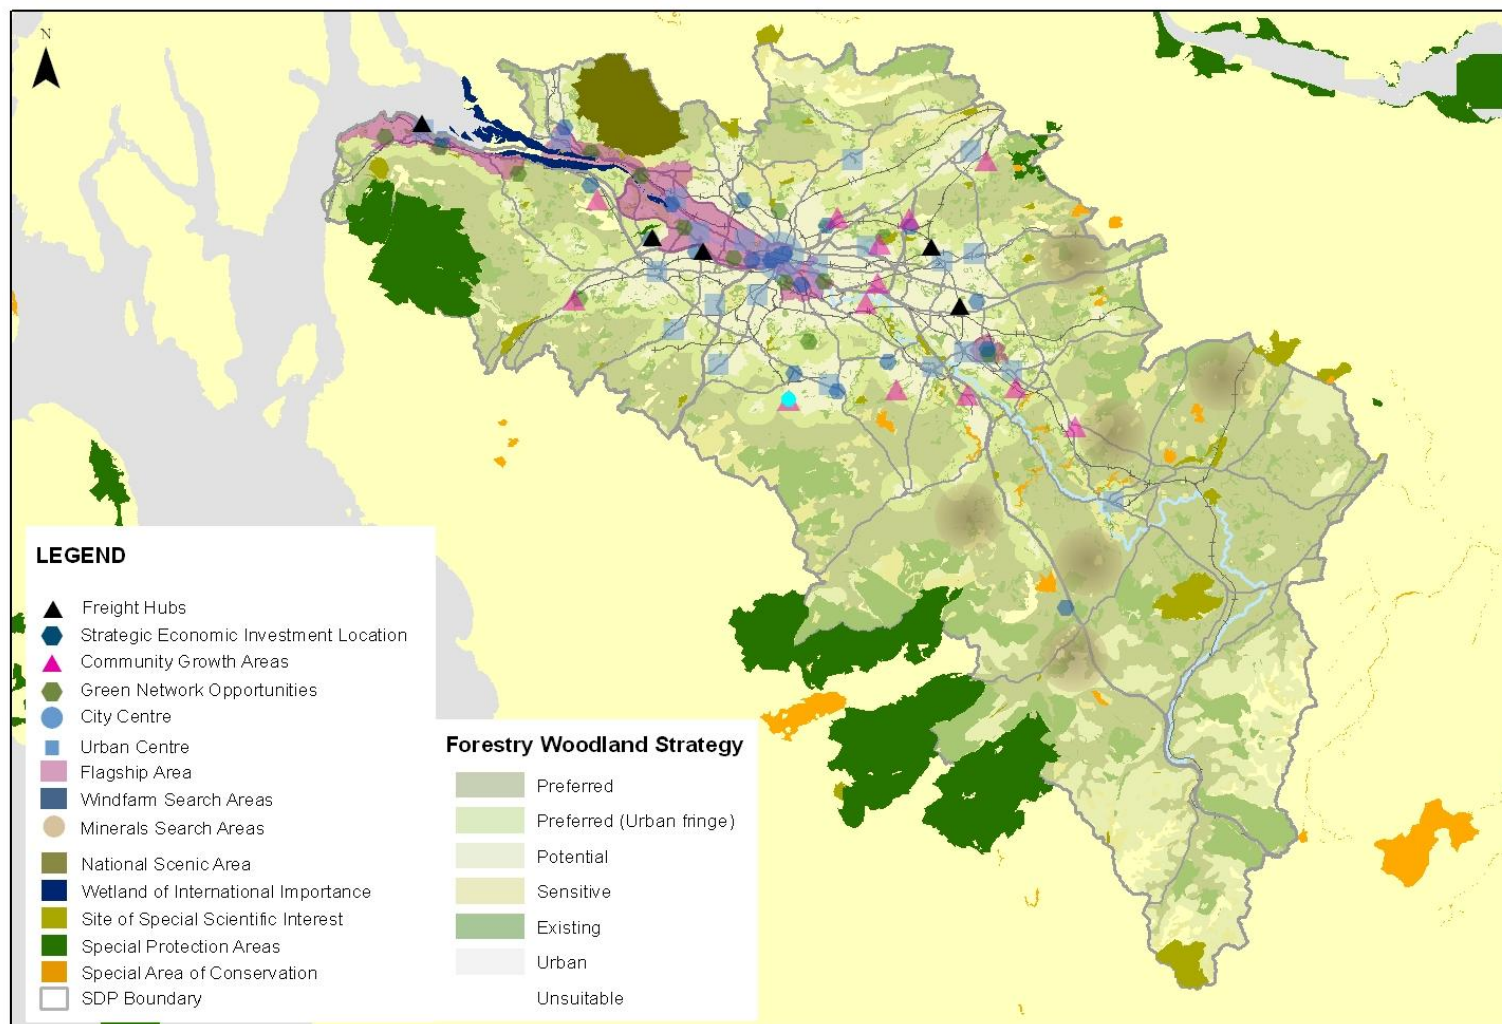 N
LEGEND
Freight Hubs
Strategic Economic Investment Location
Community Growth Areas
Green Network Opportunities
City Centre
Urban Centre
Flagship Area
Windfarm Search Areas
Minerals Search Areas
National Scenic Area
Wetland of International Importance
Site of Special Scientific Interest
Special Protection Areas
Special Area of Conservation
SDP Boundary
Forestry Woodland Strategy
Preferred
Preferred (Urban fringe)
Potential
Sensitive
Existing
Urban
Unsuitable